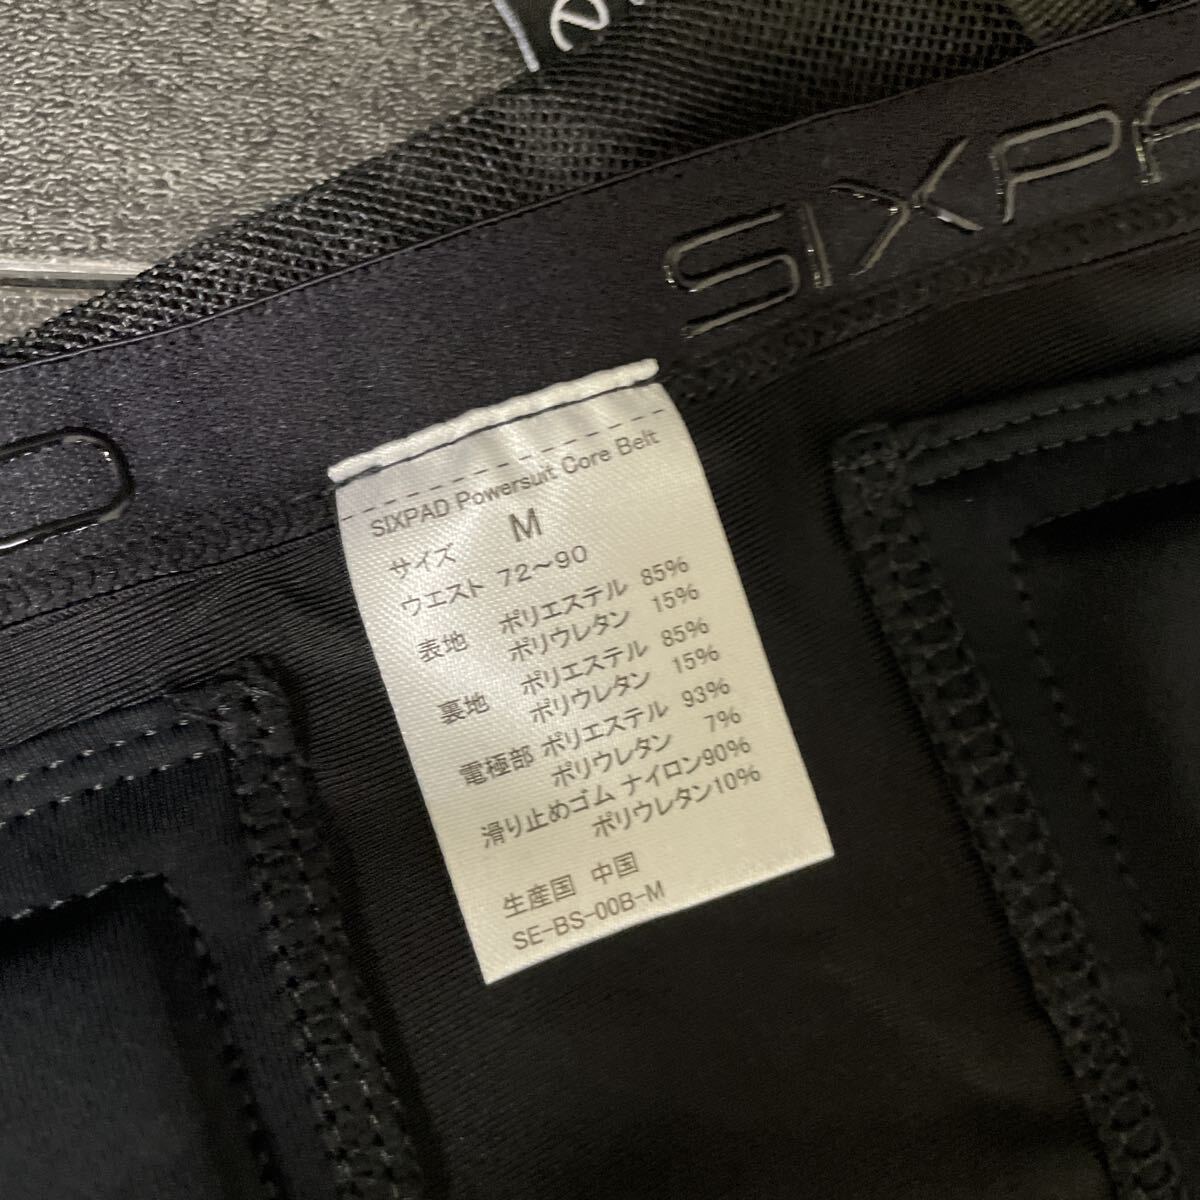 SIXPA
SIXPAD Powersuit Core Belt
サイズ M
ウエスト 72～90
表地 ポリエステル 85%
ポリウレタン 15%
裏地 ポリエステル 85%
ポリウレタン 15%
電極部 ポリエステル 93%
ポリウレタン 7%
滑り止めゴム ナイロン90%
ポリウレタン10%
生産国 中国
SE-BS-00B-M